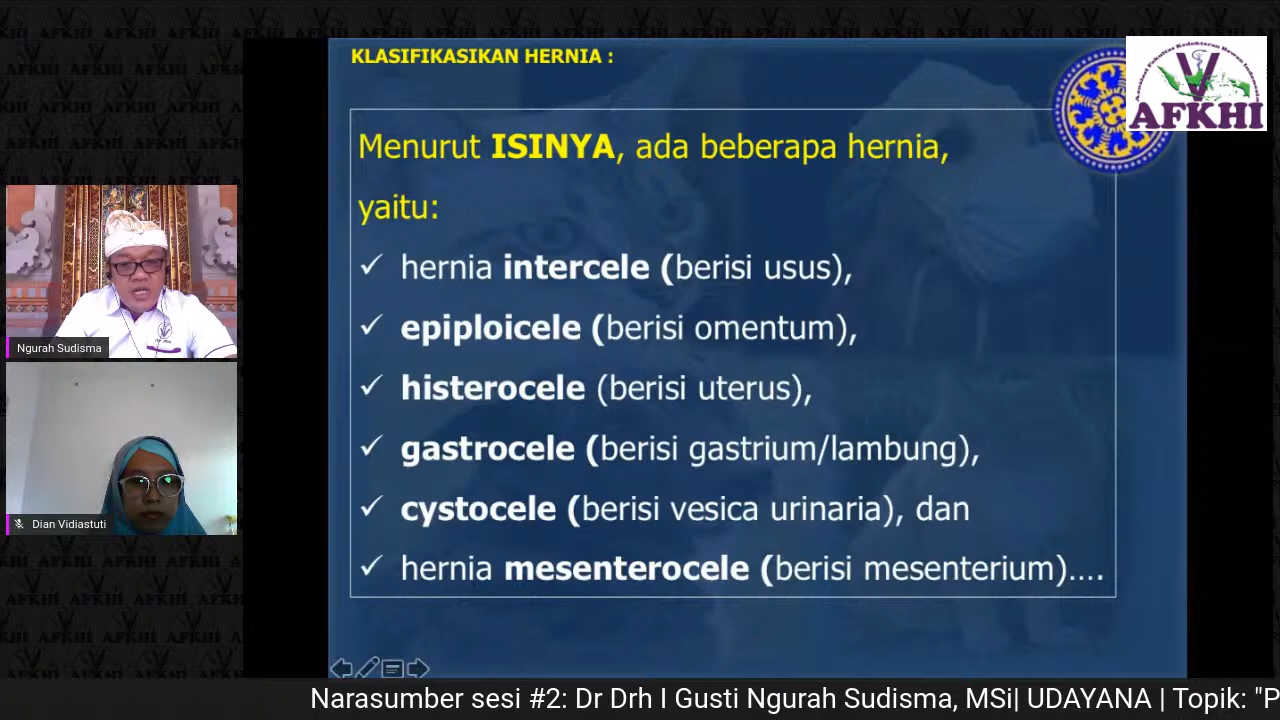 KLASIFIKASIKAN HERNIA :
AFKHI
Menurut ISINYA, ada beberapa hernia,
yaitu:
✓ hernia intercele (berisi usus),
✓ epiploicele (berisi omentum),
✓ histerocele (berisi uterus),
✓ gastrocele (berisi gastrium/lambung),
✓ cystocele (berisi vesica urinaria), dan
✓ hernia mesenterocele (berisi mesenterium)....
Ngurah Sudisma
Dian Vidiastuti
Narasumber sesi #2: Dr Drh I Gusti Ngurah Sudisma, MSi| UDAYANA | Topik: "P